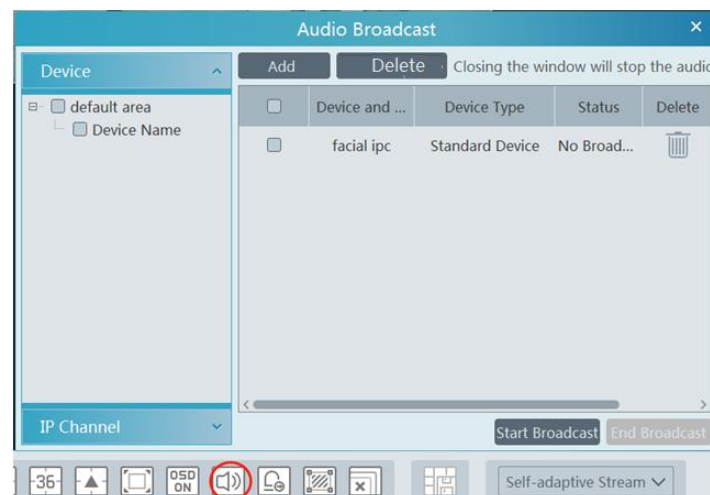 Audio Broadcast
Device
Add Delete Closing the window will stop the audio
Device and ... Device Type Status Delete
default area
Device Name
facial ipc Standard Device No Broad...
IP Channel
Start Broadcast End Broadcast
36 OSD ON Self-adaptive Stream